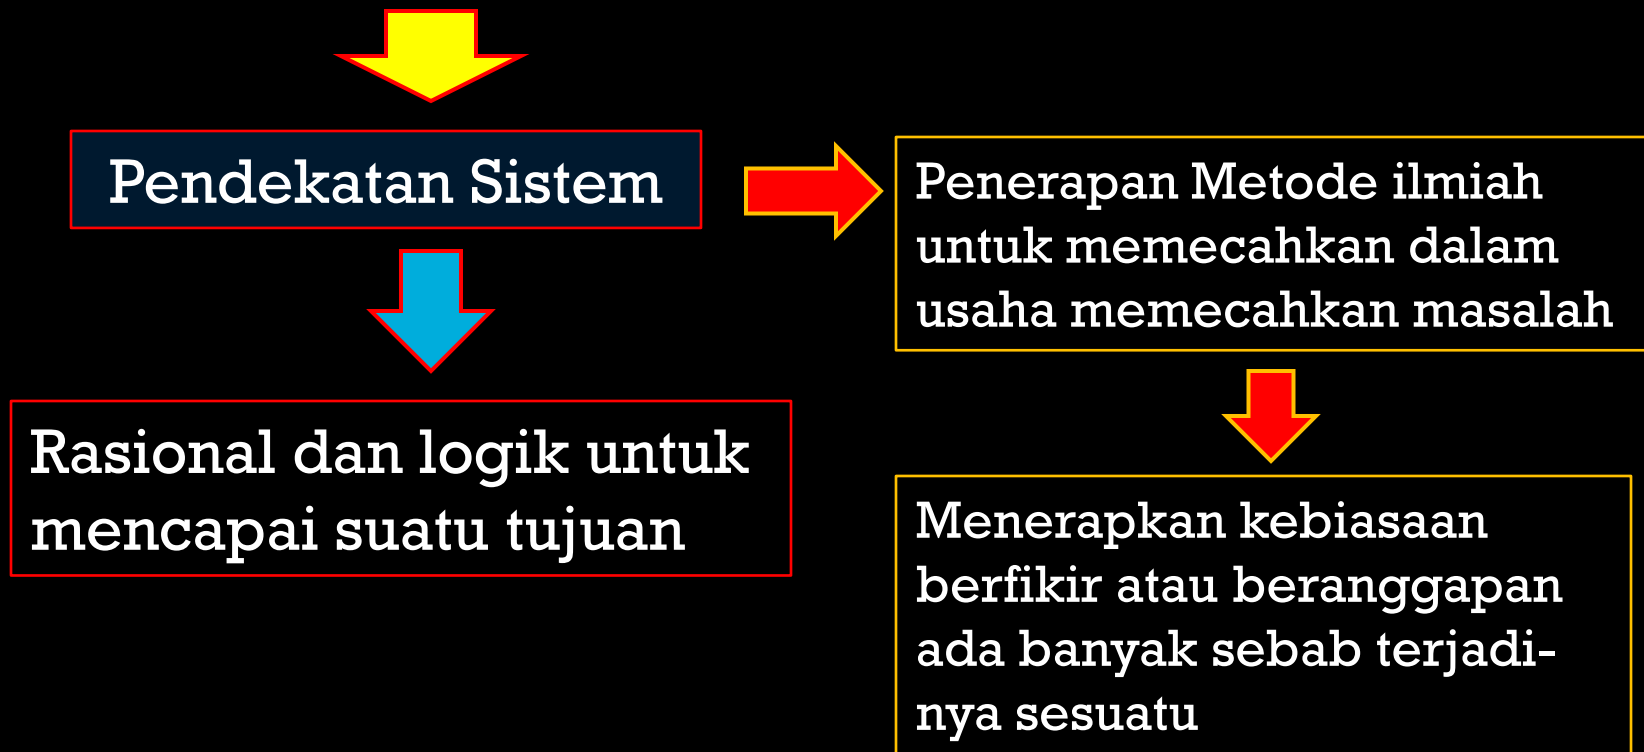 Pendekatan Sistem
Penerapan Metode ilmiah
untuk memecahkan dalam
usaha memecahkan masalah
Rasional dan logik untuk
mencapai suatu tujuan
Menerapkan kebiasaan
berfikir atau beranggapan
ada banyak sebab terjadi-
nya sesuatu